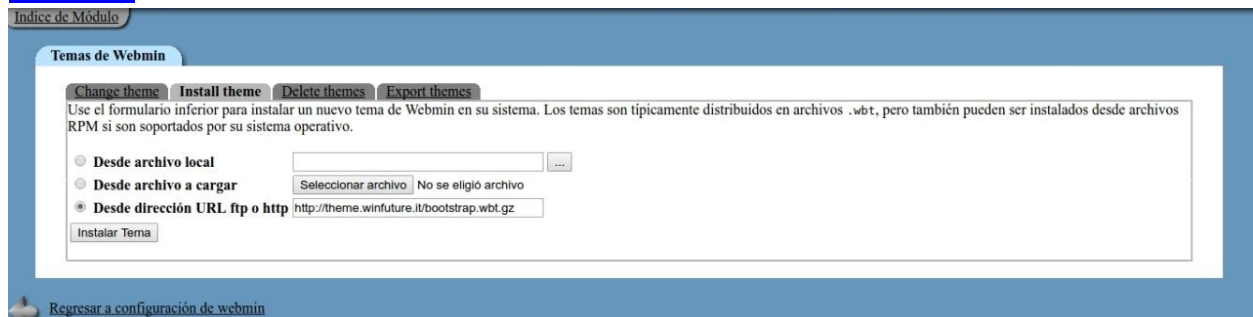 Indice de Módulo
Temas de Webmin
Change theme Install theme Delete themes Export themes
Use el formulario inferior para instalar un nuevo tema de Webmin en su sistema. Los temas son típicamente distribuidos en archivos .wbt, pero también pueden ser instalados desde archivos
RPM si son soportados por su sistema operativo.
Desde archivo local ...
Desde archivo a cargar Seleccionar archivo No se eligió archivo
Desde dirección URL ftp o http http://theme.winfuture.it/bootstrap.wbt.gz
Instalar Tema
Regresar a configuración de webmin